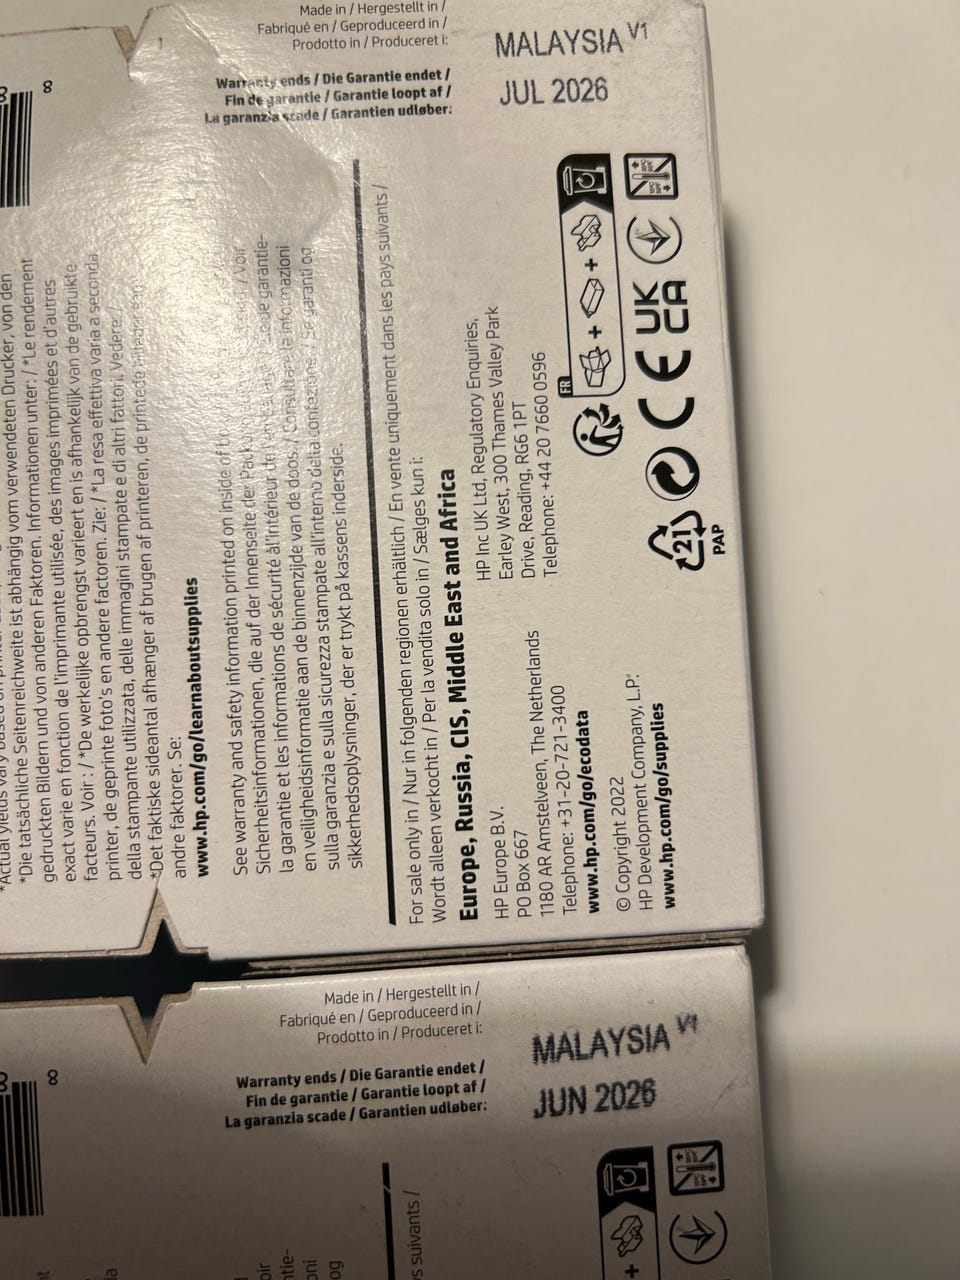 Made in / Hergestellt in /
Fabriqué en / Geproduceerd in /
Prodotto in / Produceret i:
MALAYSIA V1
Warranty ends / Die Garantie endet /
Fin de garantie / Garantie loopt af /
La garanzia scade / Garantien udløber:
JUL 2026
8
*Actual yields vary based on
*Die tatsächliche Seitenreichweite ist abhängig vom verwendeten Drucker, von den
gedruckten Bildern und von anderen Faktoren. Informationen unter: / *Le rendement
exact varie en fonction de l'imprimante utilisée, des images imprimées et d'autres
facteurs. Voir : / *De werkelijke opbrengst varieert en is afhankelijk van de gebruikte
printer, de geprinte foto's en andere factoren. Zie: / *La resa effettiva varia a seconda
della stampante utilizzata, delle immagini stampate e di altri fattori. Vedere: /
*Det faktiske sideantal afhænger af brugen af printeren, de printede
andre faktorer. Se:
www.hp.com/go/learnaboutsupplies
See warranty and safety information printed on inside of / Voir
Sicherheitsinformationen, die auf der Innenseite der garantie-
la garantie et les informations de sécurité à l'intérieur de / Zie de
en veiligheidsinformatie aan de binnenzijde van de doos. / Consultare le informazioni
sulla garanzia e sulla sicurezza stampate all'interno della confezione. / Se garanti og
sikkerhedsoplysninger, der er trykt på kassens inderside.
For sale only in / Nur in folgenden regionen erhältlich / En vente uniquement dans les pays suivants /
Wordt alleen verkocht in / Per la vendita solo in / Sælges kun i:
Europe, Russia, CIS, Middle East and Africa
HP Europe B.V.
PO Box 667
1180 AR Amstelveen, The Netherlands
Telephone: +31-20-721-3400
www.hp.com/go/ecodata
HP Inc UK Ltd, Regulatory Enquiries,
Earley West, 300 Thames Valley Park
Drive, Reading, RG6 1PT
Telephone: +44 20 7660 0596
© Copyright 2022
HP Development Company, L.P.
www.hp.com/go/supplies
FR
21
PAP
CE
UK
CA
Made in / Hergestellt in /
Fabriqué en / Geproduceerd in /
Prodotto in / Produceret i:
MALAYSIA V1
Warranty ends / Die Garantie endet /
Fin de garantie / Garantie loopt af /
La garanzia scade / Garantien udløber:
JUN 2026
8
suivants /